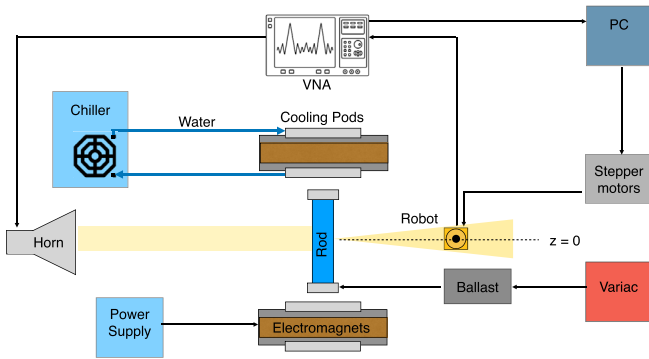 PC
VNA
Chiller
Water
Cooling Pods
Stepper
motors
Robot
Horn
Rod
z = 0
Ballast
Variac
Power
Supply
Electromagnets